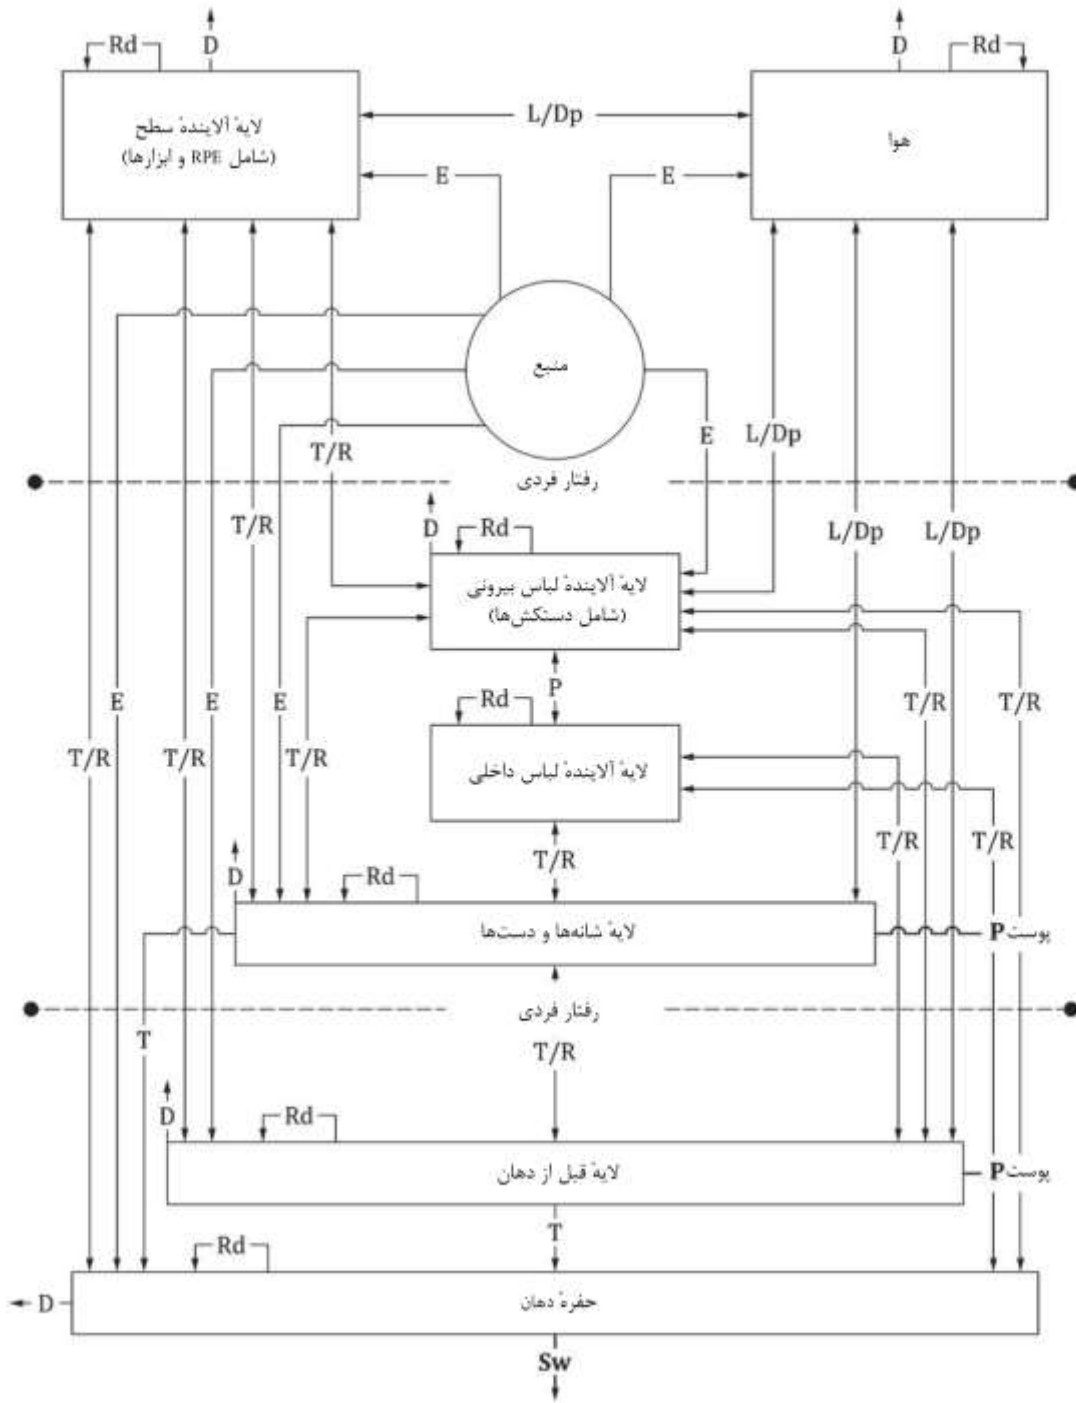 D
D
Rd
Rd
لایهٔ آلایندهٔ سطح
(شامل RPE و ابزارها)
L/Dp
هوا
E
E
منبع
E
L/Dp
T/R
رفتار فردی
D
Rd
T/R
L/Dp
L/Dp
لایهٔ آلایندهٔ لباس بیرونی
(شامل دستکش‌ها)
P
Rd
E
E
E
T/R
T/R
T/R
T/R
T/R
لایهٔ آلایندهٔ لباس داخلی
T/R
T/R
T/R
D
Rd
لایهٔ شانه‌ها و دست‌ها
Pپوست
رفتار فردی
T
T/R
D
Rd
لایهٔ قبل از دهان
Pپوست
T
Rd
حفرهٔ دهان
D
Sw